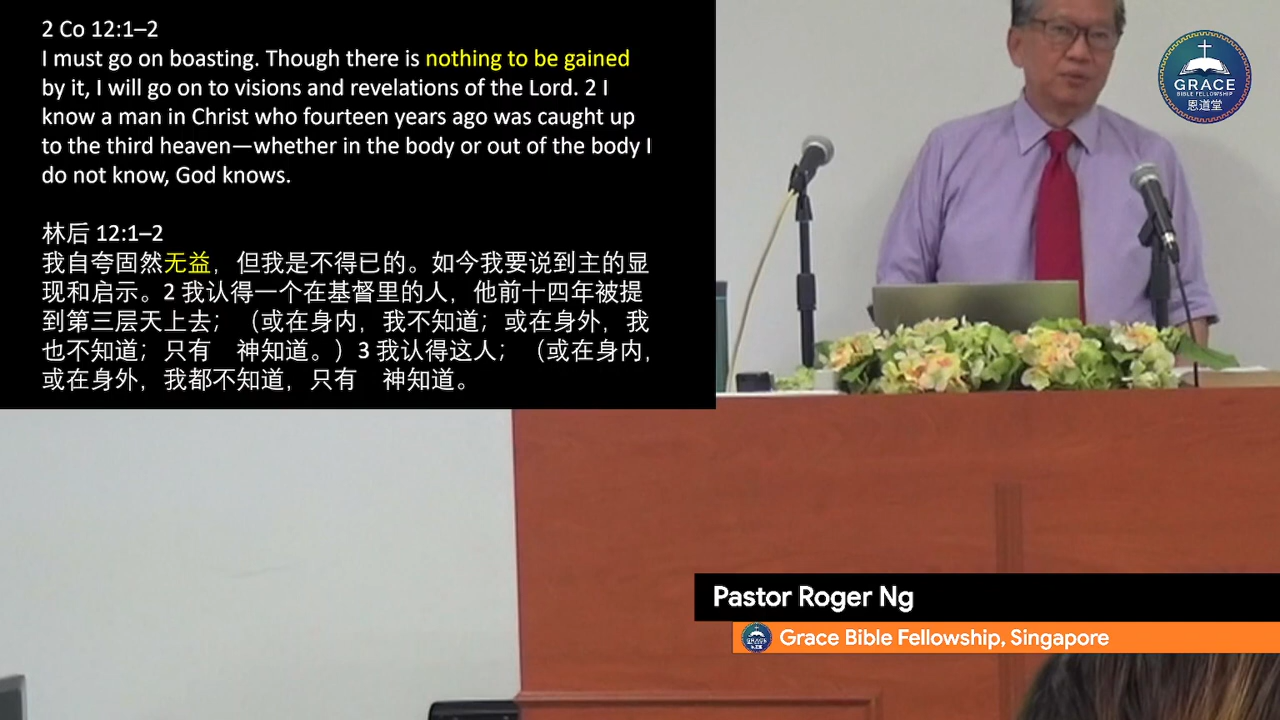 2 Co 12:1–2
I must go on boasting. Though there is nothing to be gained
by it, I will go on to visions and revelations of the Lord. 2 I
know a man in Christ who fourteen years ago was caught up
to the third heaven—whether in the body or out of the body I
do not know, God knows.
林后 12:1–2
我自夸固然无益，但我是不得已的。如今我要说到主的显
现和启示。2 我认得一个在基督里的人，他前十四年被提
到第三层天上去；（或在身内，我不知道；或在身外，我
也不知道；只有　神知道。）3 我认得这人；（或在身内，
或在身外，我都不知道，只有　神知道。
GRACE
BIBLE FELLOWSHIP
恩道堂
Pastor Roger Ng
GRACE
Grace Bible Fellowship, Singapore